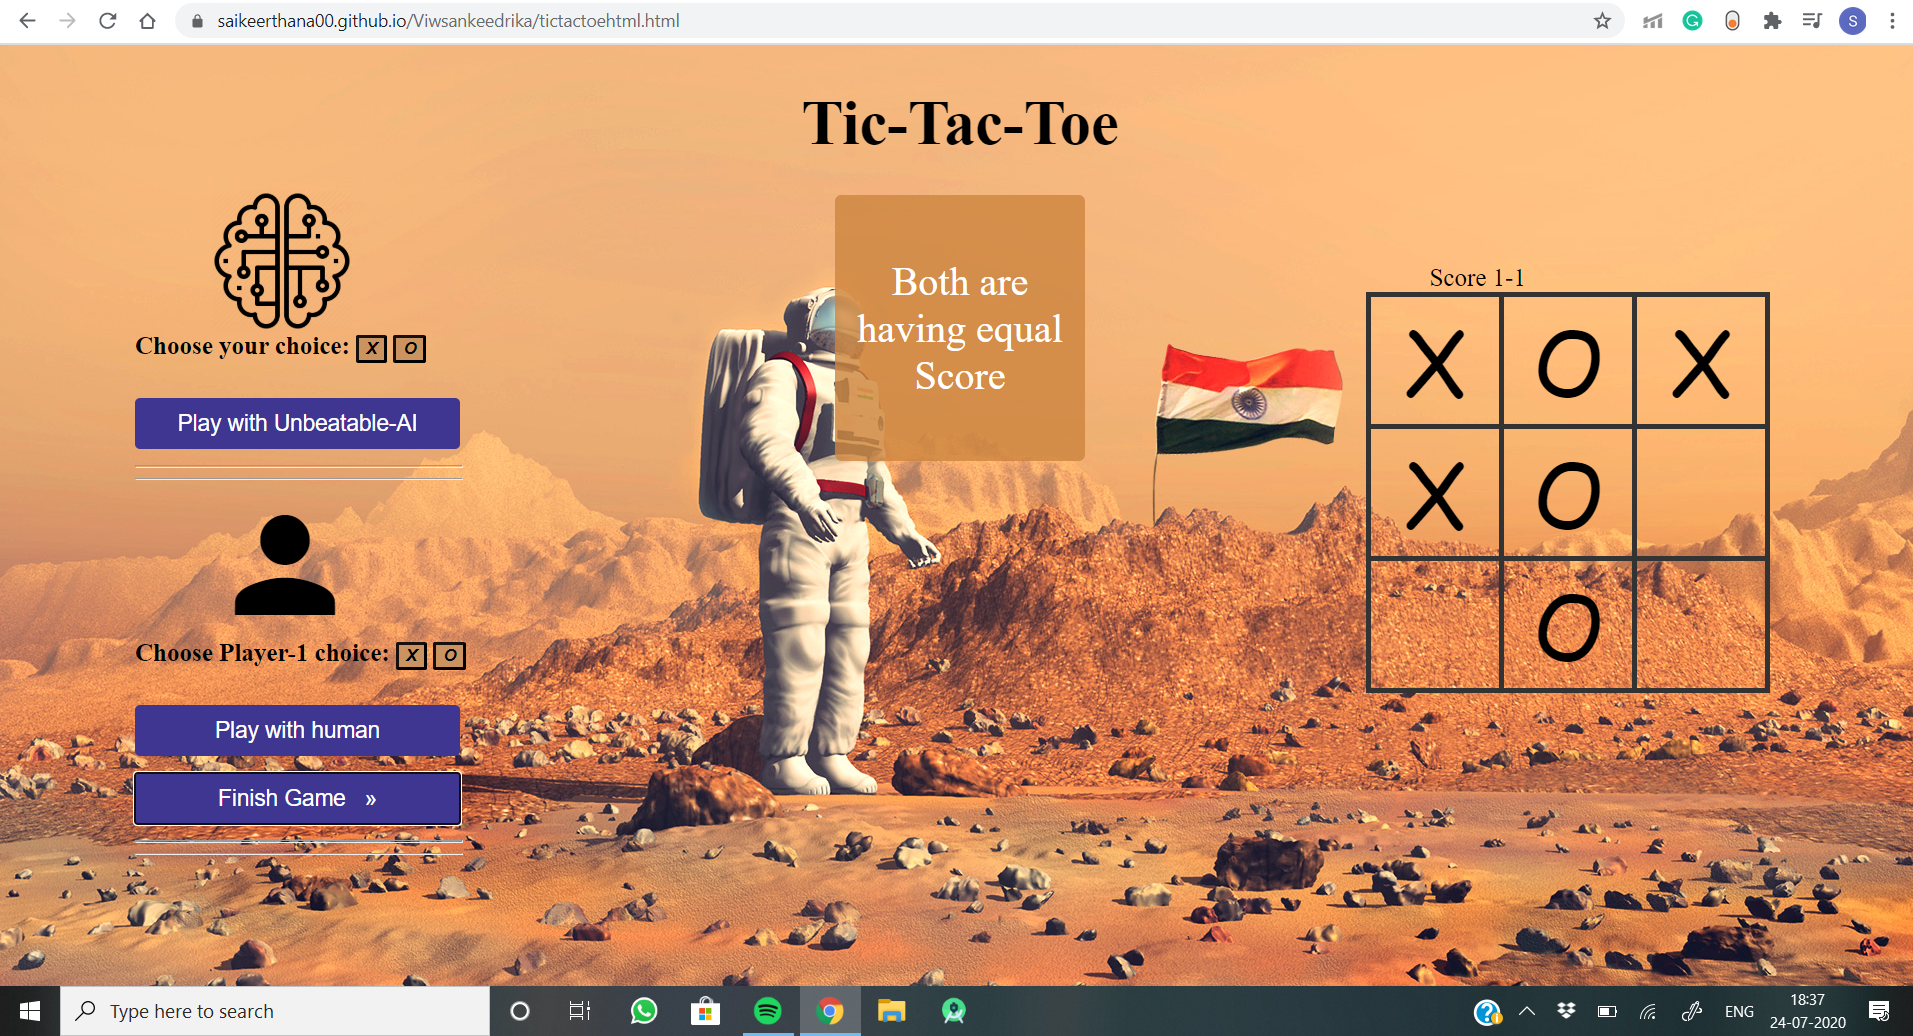 saikeerthana00.github.io/Viwsankeedrika/tictactoehtml.html
S
Tic-Tac-Toe
Both are
having equal
Score
Choose your choice: X O
Play with Unbeatable-AI
Choose Player-1 choice: X O
Play with human
Finish Game »
Score 1-1
X O X
X O
O
Type here to search
ENG
18:37
24-07-2020